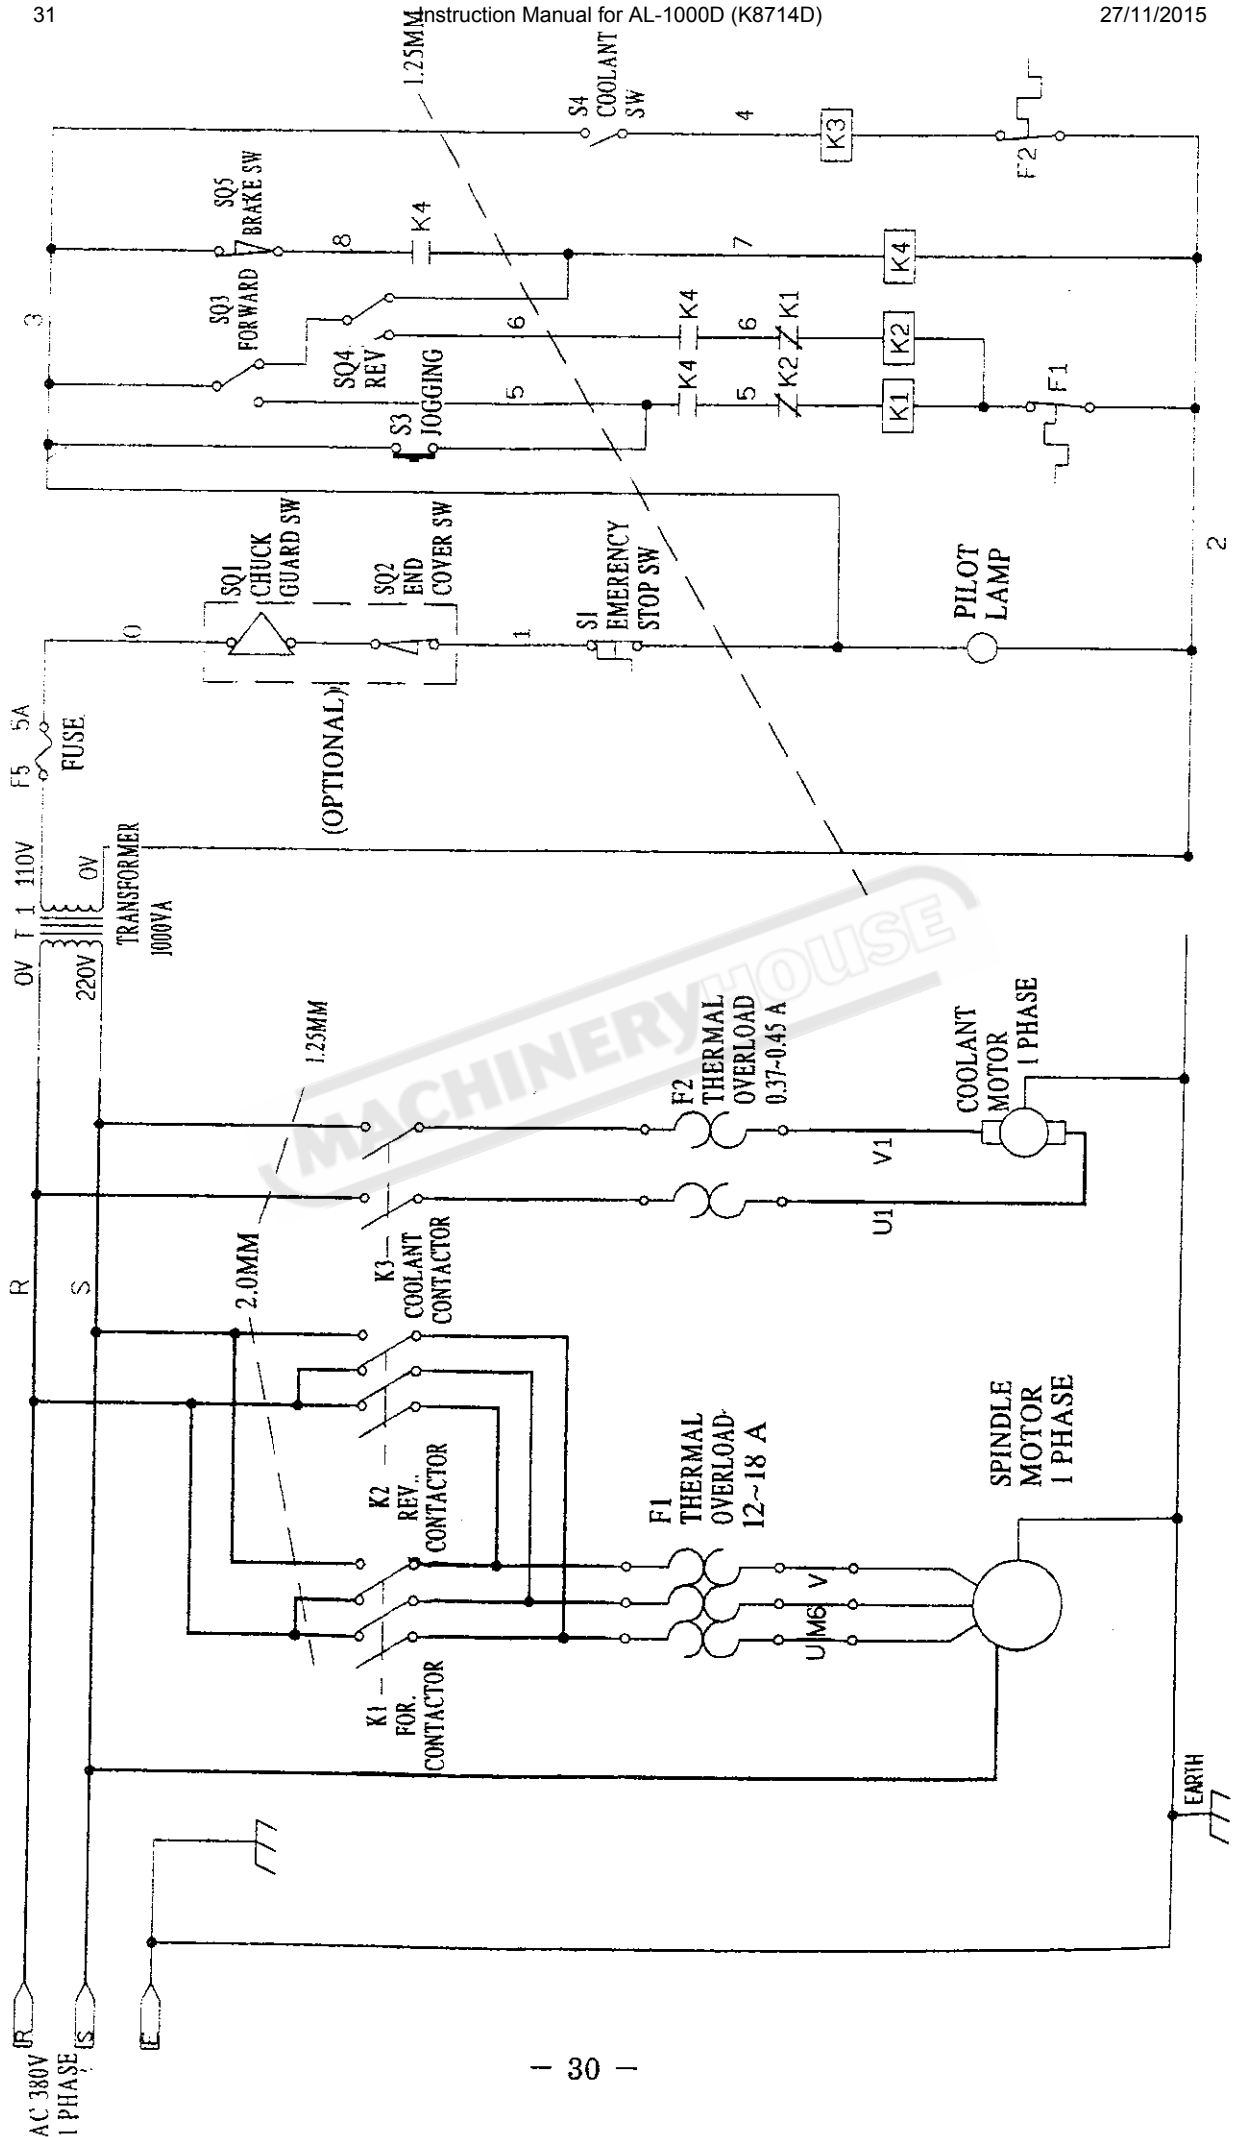 31
Instruction Manual for AL-1000D (K8714D)
27/11/2015
AC 380V
1 PHASE
R
S
E
R
S
0V T 1 110V
220V
0V
TRANSFORMER
1000VA
F5 5A
FUSE
0
SQ1
CHUCK
GUARD SW
SQ2
END
COVER SW
(OPTIONAL)
1
S1
EMERENCY
STOP SW
PILOT
LAMP
2
3
S3
JOGGING
SQ3
FORWARD
SQ4
REV
SQ5
BRAKE SW
8
K4
5
6
K4
K4
5
6
K2
K1
K1
K2
7
K4
F1
S4
COOLANT
SW
4
K3
F2
1.25MM
2.0MM
1.25MM
K1
FOR.
CONTACTOR
K2
REV..
CONTACTOR
K3
COOLANT
CONTACTOR
F1
THERMAL
OVERLOAD
12~18 A
F2
THERMAL
OVERLOAD
0.37~0.45 A
U
M6
V
U1
V1
SPINDLE
MOTOR
1 PHASE
COOLANT
MOTOR
1 PHASE
EARTH
MACHINERYHOUSE
- 30 -